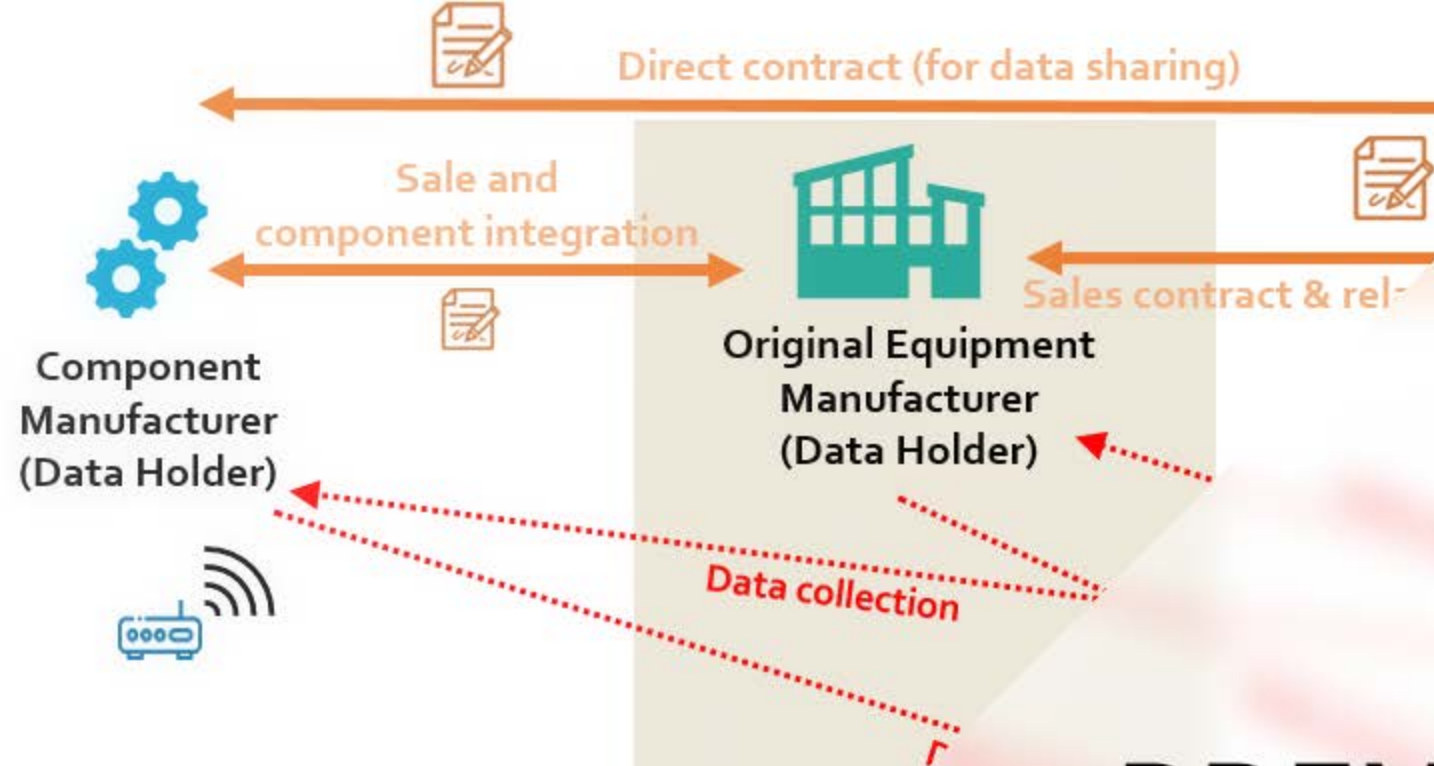 Direct contract (for data sharing)
Sale and
component integration
Sales contract &
Original Equipment
Manufacturer
(Data Holder)
Component
Manufacturer
(Data Holder)
Data collection